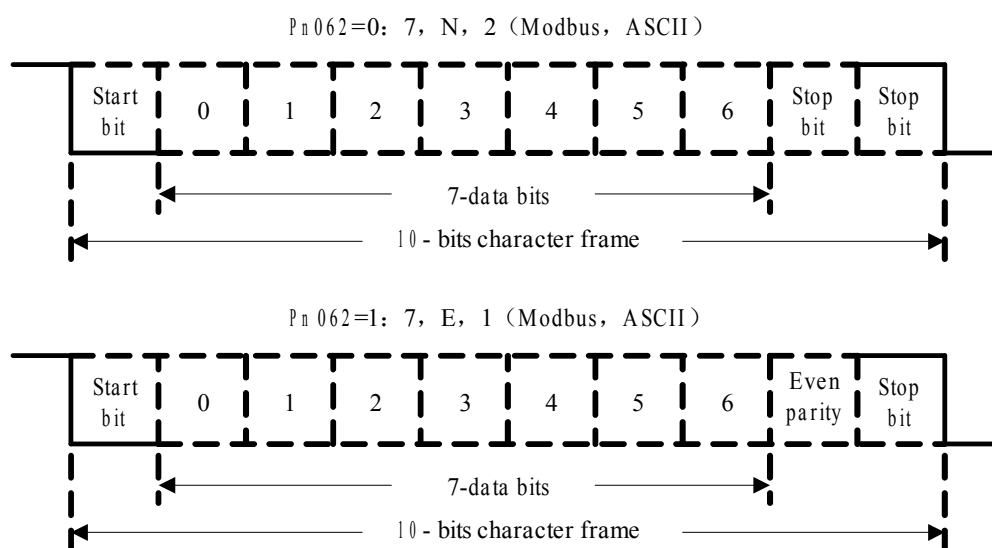 Pn062=0: 7, N, 2 (Modbus, ASCII)
Start bit 0 1 2 3 4 5 6 Stop bit Stop bit
7-data bits
10- bits character frame
Pn062=1: 7, E, 1 (Modbus, ASCII)
Start bit 0 1 2 3 4 5 6 Even parity Stop bit
7-data bits
10- bits character frame